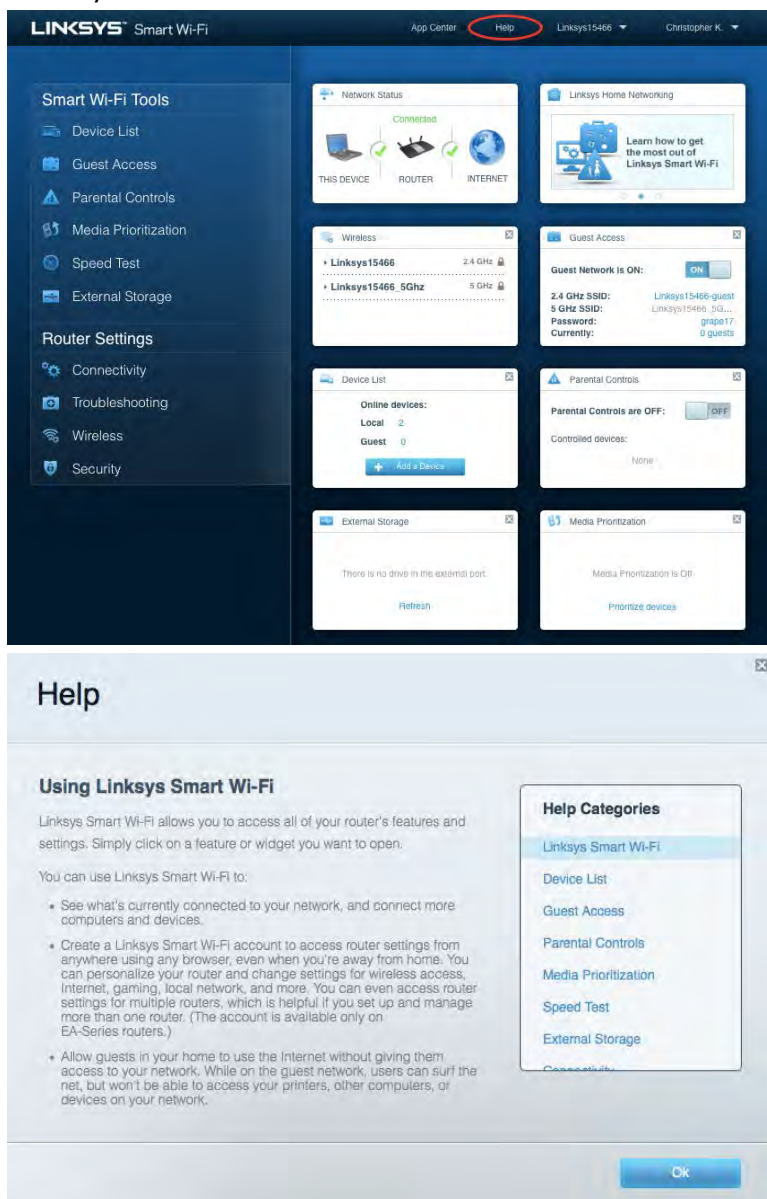 LINKSYS Smart Wi-Fi
App Center
Help
Linksys15466
Christopher K.
Smart Wi-Fi Tools
Device List
Guest Access
Parental Controls
Media Prioritization
Speed Test
External Storage
Router Settings
Connectivity
Troubleshooting
Wireless
Security
Network Status
Connected
THIS DEVICE
ROUTER
INTERNET
Linksys Home Networking
Learn how to get
the most out of
Linksys Smart Wi-Fi
Wireless
Linksys15466 2.4 GHz
Linksys15466_5Ghz 5 GHz
Guest Access
Guest Network is ON: ON
2.4 GHz SSID: Linksys15466-guest
5 GHz SSID: Linksys15466_5G...
Password: grape17
Currently: 0 guests
Device List
Online devices:
Local 2
Guest 0
Add a Device
Parental Controls
Parental Controls are OFF: OFF
Controlled devices:
None
External Storage
There is no drive in the external port.
Refresh
Media Prioritization
Media Prioritization is Off
Prioritize devices
Help
Using Linksys Smart Wi-Fi
Linksys Smart Wi-Fi allows you to access all of your router's features and
settings. Simply click on a feature or widget you want to open.
You can use Linksys Smart Wi-Fi to:
• See what's currently connected to your network, and connect more
computers and devices.
• Create a Linksys Smart Wi-Fi account to access router settings from
anywhere using any browser, even when you're away from home. You
can personalize your router and change settings for wireless access,
Internet, gaming, local network, and more. You can even access router
settings for multiple routers, which is helpful if you set up and manage
more than one router. (The account is available only on
EA-Series routers.)
• Allow guests in your home to use the Internet without giving them
access to your network. While on the guest network, users can surf the
net, but won't be able to access your printers, other computers, or
devices on your network.
Help Categories
Linksys Smart Wi-Fi
Device List
Guest Access
Parental Controls
Media Prioritization
Speed Test
External Storage
Connectivity
Ok